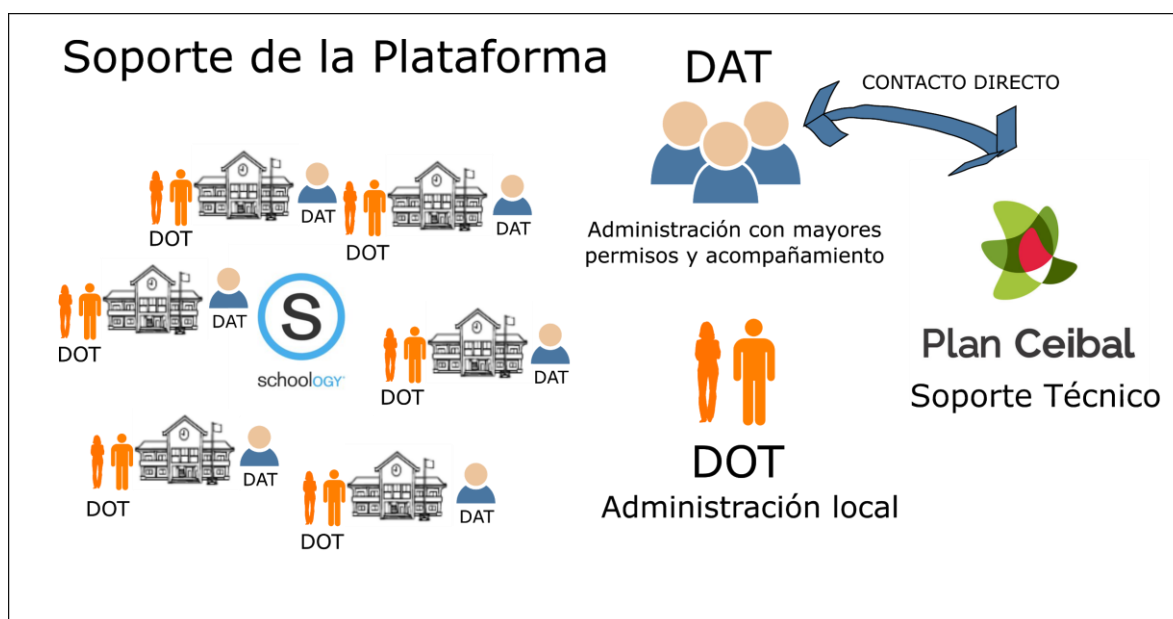 Soporte de la Plataforma
DAT
CONTACTO DIRECTO
DOT
DAT
DOT
DAT
DOT
DAT
S
schoology
DOT
DAT
DOT
DAT
DOT
DAT
Administración con mayores
permisos y acompañamiento
DOT
Administración local
Plan Ceibal
Soporte Técnico